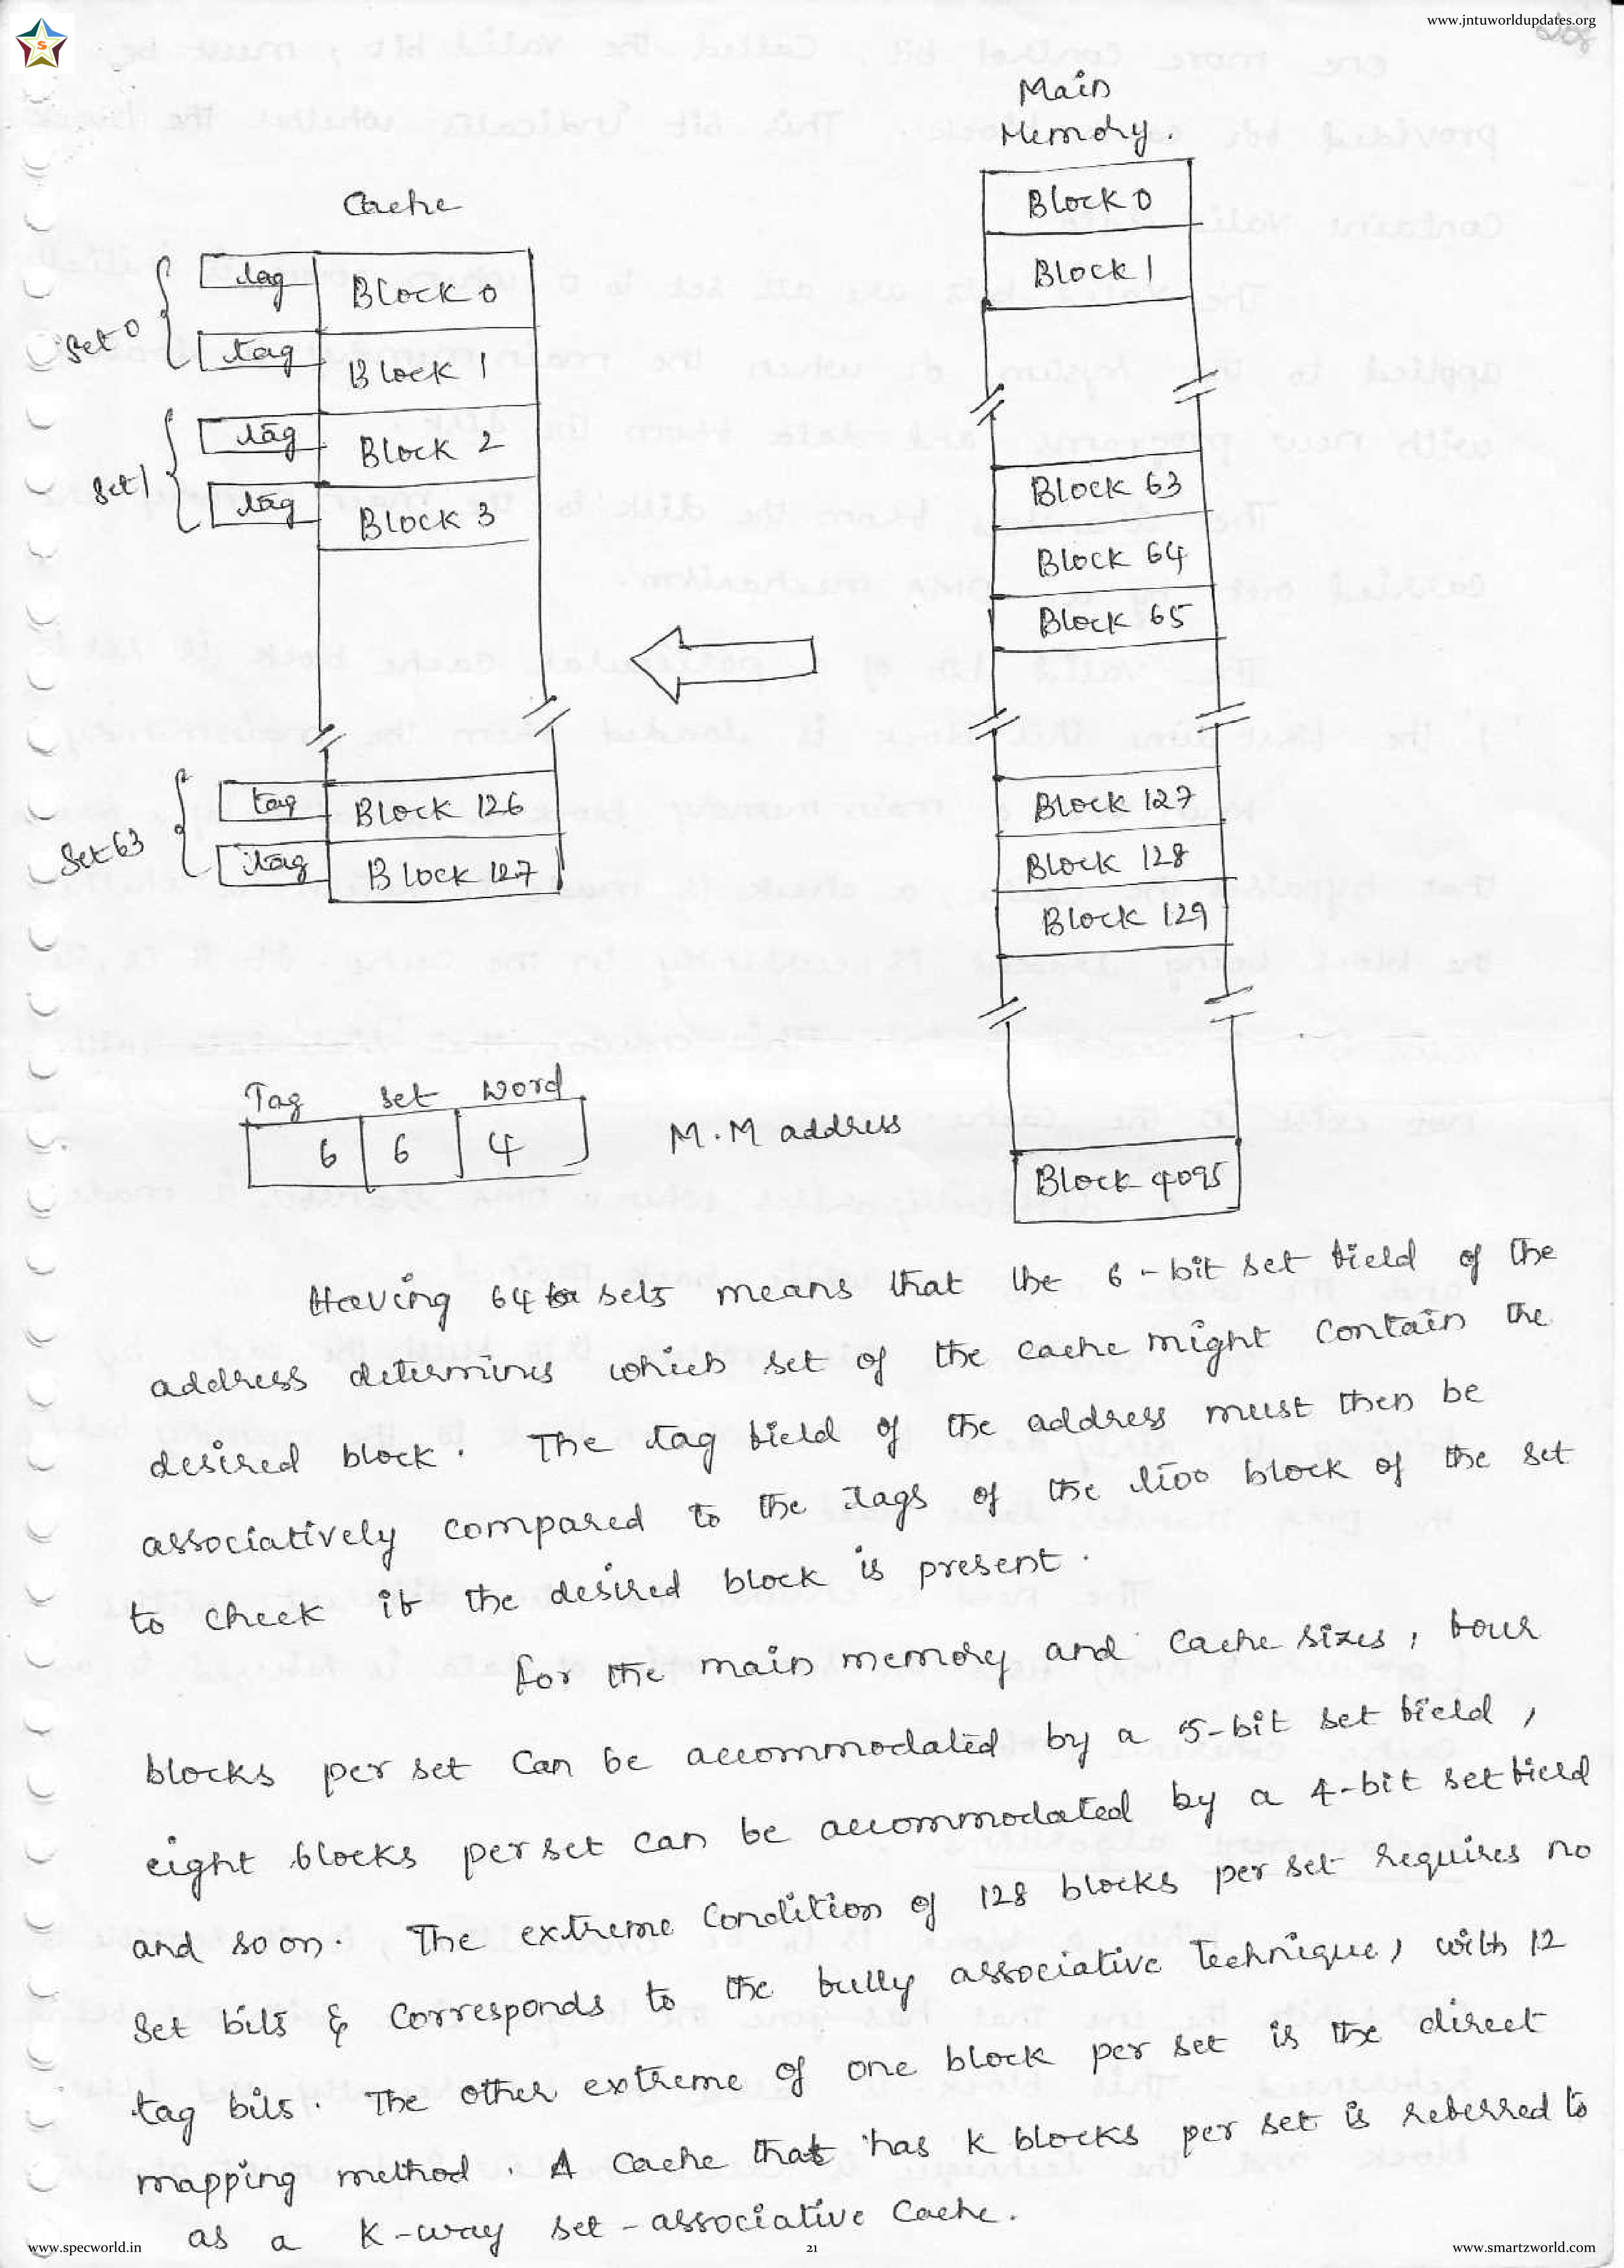 www.jntuworldupdates.org
S
Main
Memory.
Cache
Block 0
Block 1
Block 63
Block 64
Block 65
Block 127
Block 128
Block 129
Block 4095
Set 0
tag
Block 0
tag
Block 1
Set 1
tag
Block 2
tag
Block 3
Set 63
tag
Block 126
tag
Block 127
Tag Set Word
6 6 4
M.M address
Having 64 sets means that the 6-bit set field of the
address determines which set of the cache might contain the
desired block. The tag field of the address must then be
associatively compared to the tags of the two block of the set
to check if the desired block is present.
for the main memory and cache sizes, four
blocks per set can be accommodated by a 5-bit set field,
eight blocks per set can be accommodated by a 4-bit set field
and so on. The extreme condition of 128 blocks per set requires no
set bits & corresponds to the fully associative technique, with 12
tag bits. The other extreme of one block per set is the direct
mapping method. A cache that has K blocks per set is referred to
as a K-way set-associative cache.
www.specworld.in
21
www.smartzworld.com